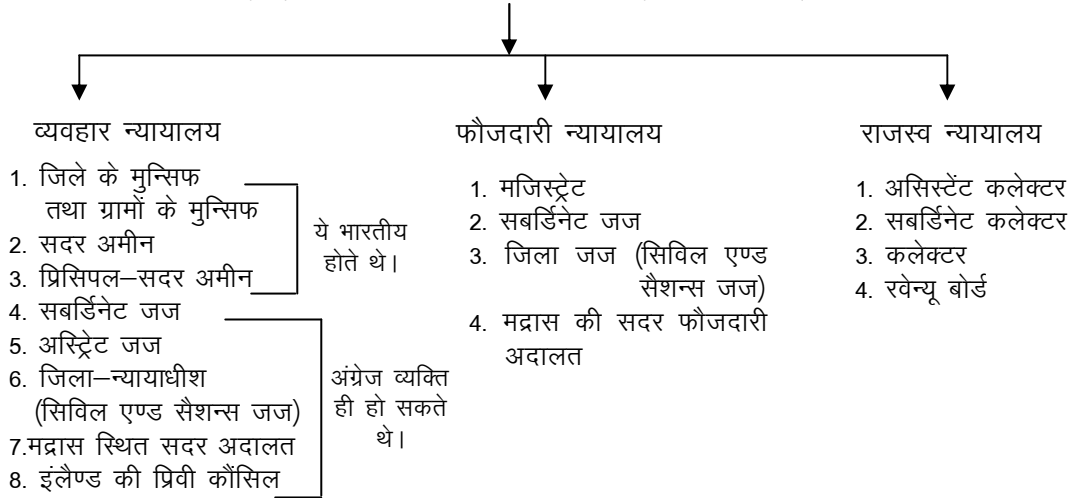 व्यवहार न्यायालय
1. जिले के मुन्सिफ
तथा ग्रामों के मुन्सिफ
2. सदर अमीन
3. प्रिसिपल–सदर अमीन
ये भारतीय
होते थे।
4. सबर्डिनेट जज
5. अस्ट्रेट जज
6. जिला–न्यायाधीश
(सिविल एण्ड सैशन्स जज)
7.मद्रास स्थित सदर अदालत
8. इंलैण्ड की प्रिवी कौंसिल
अंग्रेज व्यक्ति
ही हो सकते
थे।
फौजदारी न्यायालय
1. मजिस्ट्रेट
2. सबर्डिनेट जज
3. जिला जज (सिविल एण्ड
सैशन्स जज)
4. मद्रास की सदर फौजदारी
अदालत
राजस्व न्यायालय
1. असिस्टेंट कलेक्टर
2. सबर्डिनेट कलेक्टर
3. कलेक्टर
4. रवेन्यू बोर्ड